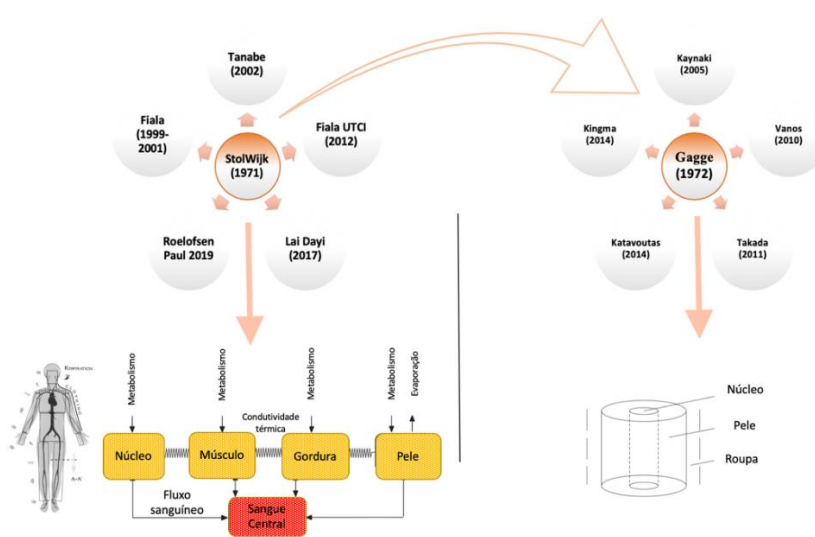 Tanabe
(2002)
Fiala
(1999-
2001)
StolWijk
(1971)
Fiala UTCI
(2012)
Roelofsen
Paul 2019
Lai Dayi
(2017)
Kaynaki
(2005)
Kingma
(2014)
Gagge
(1972)
Vanos
(2010)
Katavoutas
(2014)
Takada
(2011)
RESPIRATION
Metabolismo
Metabolismo
Metabolismo
Metabolismo
Evaporação
Condutividade
térmica
Núcleo
Músculo
Gordura
Pele
Fluxo
sanguíneo
Sangue
Central
Núcleo
Pele
Roupa